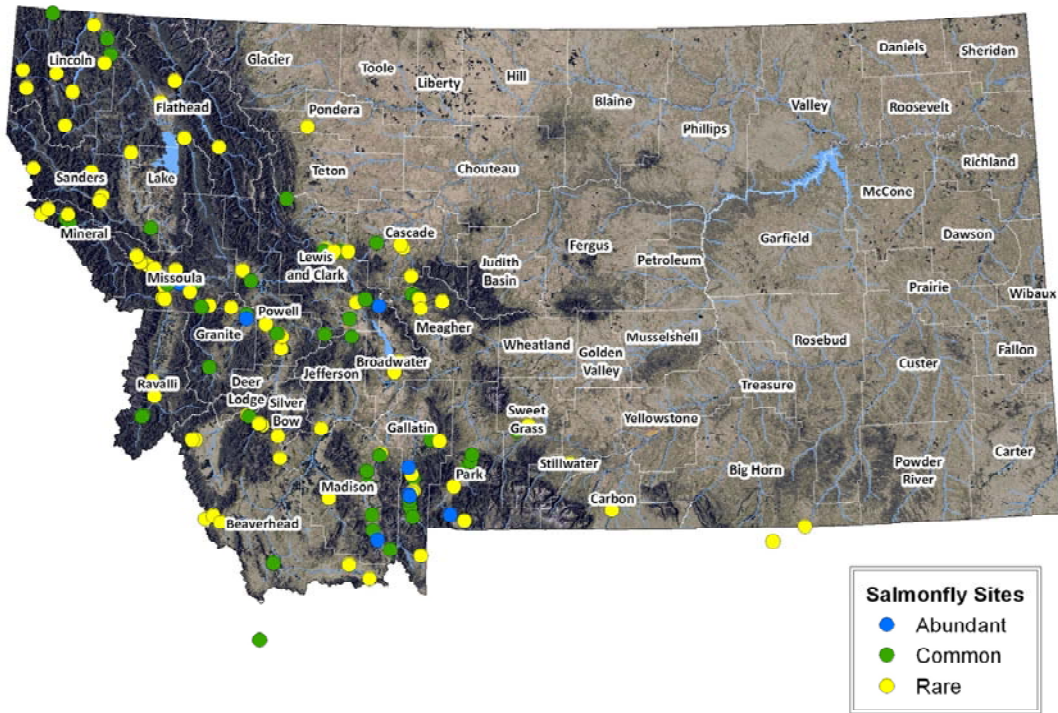 Lincoln
Glacier
Toole
Liberty
Hill
Daniels
Sheridan
Flathead
Pondera
Blaine
Phillips
Valley
Roosevelt
Sanders
Lake
Teton
Chouteau
Richland
McCone
Mineral
Cascade
Lewis
and Clark
Judith
Basin
Fergus
Petroleum
Garfield
Dawson
Missoula
Prairie
Wibaux
Granite
Powell
Meagher
Wheatland
Golden
Valley
Musselshell
Rosebud
Custer
Fallon
Ravalli
Deer
Lodge
Silver
Bow
Jefferson
Broadwater
Treasure
Gallatin
Sweet
Grass
Yellowstone
Madison
Park
Stillwater
Carbon
Big Horn
Powder
River
Carter
Beaverhead
Salmonfly Sites
Abundant
Common
Rare